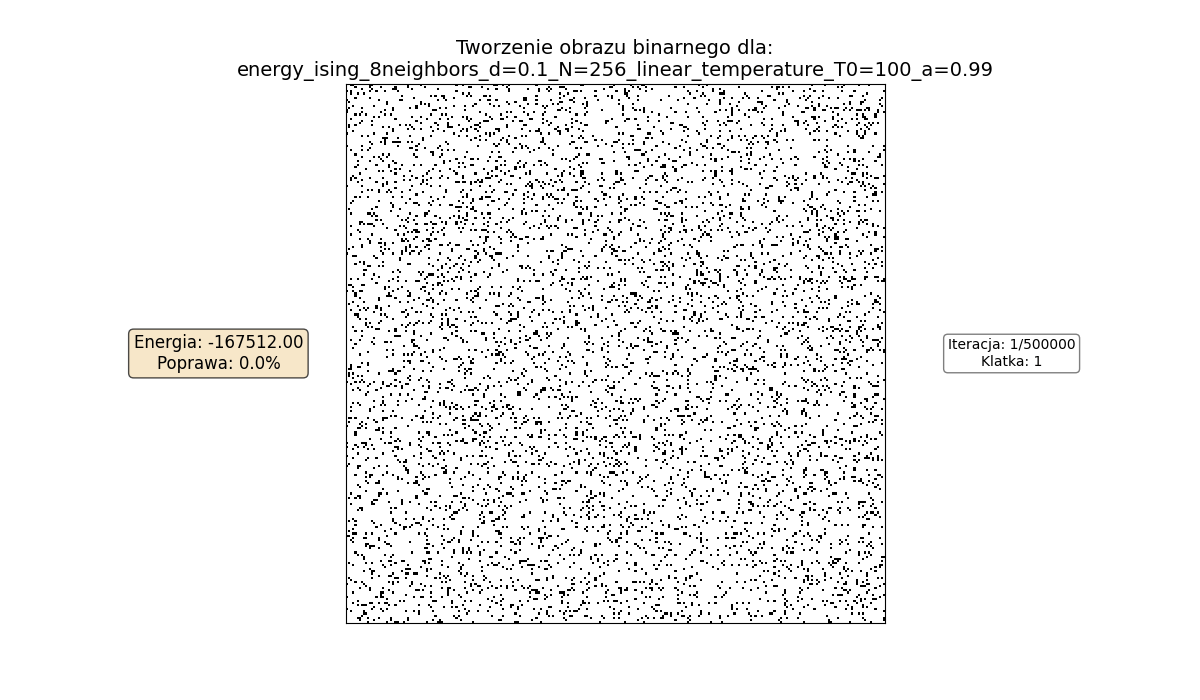 Tworzenie obrazu binarnego dla:
energy_ising_8neighbors_d=0.1_N=256_linear_temperature_T0=100_a=0.99
Energia: -167512.00
Poprawa: 0.0%
Iteracja: 1/500000
Klatka: 1